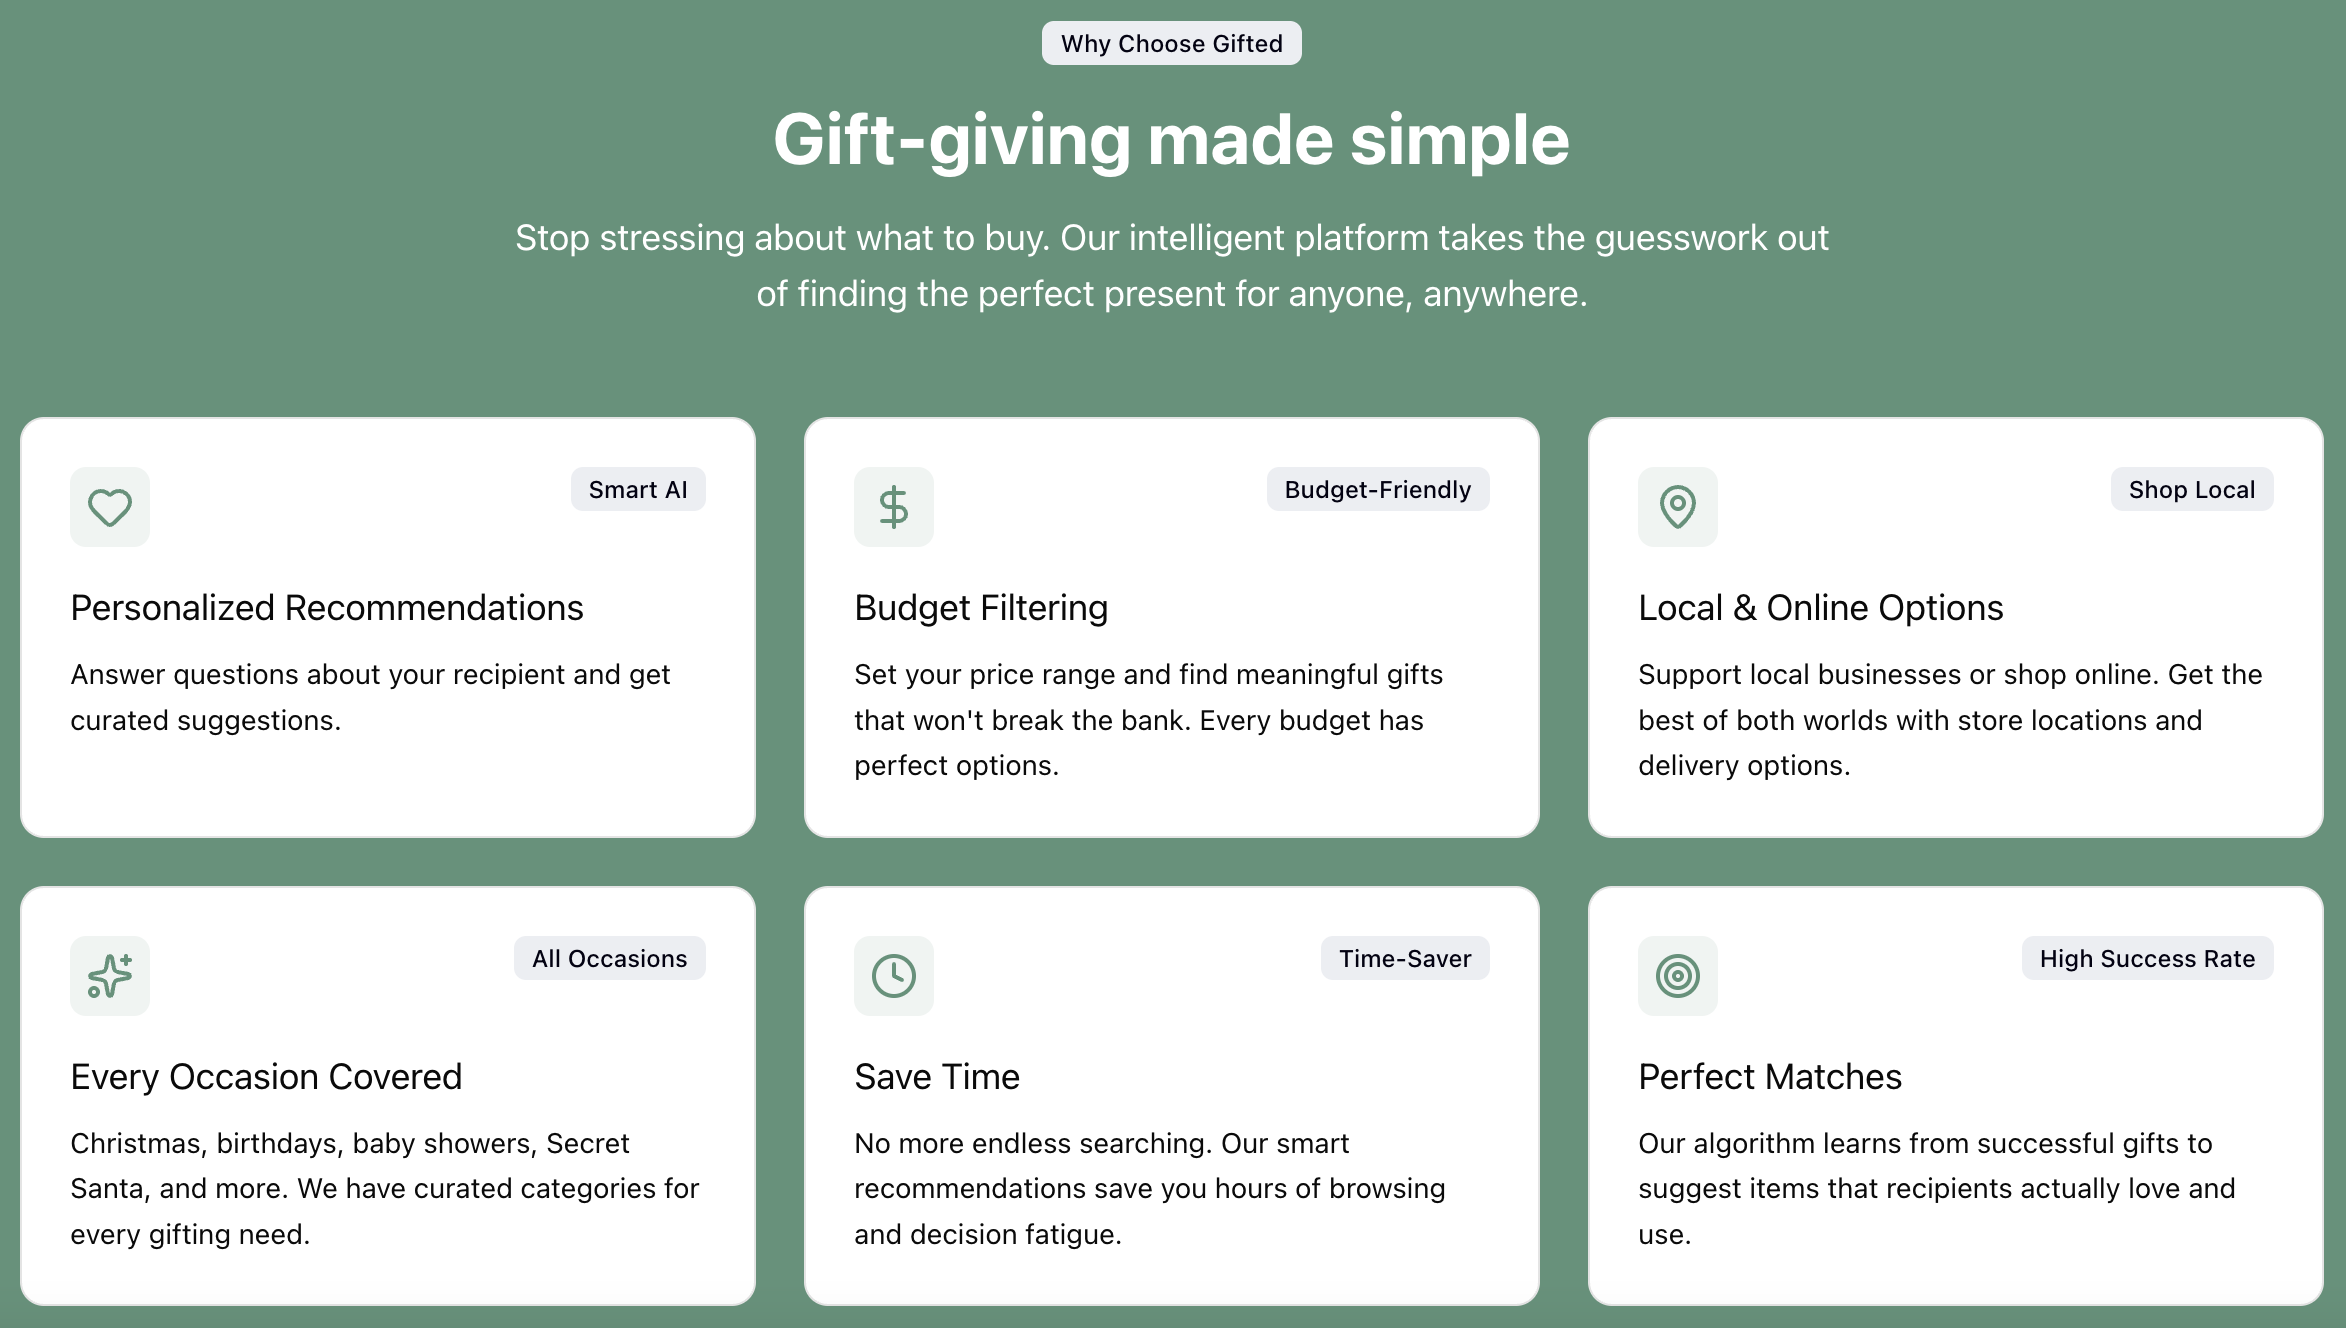 Why Choose Gifted
Gift-giving made simple
Stop stressing about what to buy. Our intelligent platform takes the guesswork out
of finding the perfect present for anyone, anywhere.
Smart AI
Personalized Recommendations
Answer questions about your recipient and get
curated suggestions.
Budget-Friendly
Budget Filtering
Set your price range and find meaningful gifts
that won't break the bank. Every budget has
perfect options.
Shop Local
Local & Online Options
Support local businesses or shop online. Get the
best of both worlds with store locations and
delivery options.
All Occasions
Every Occasion Covered
Christmas, birthdays, baby showers, Secret
Santa, and more. We have curated categories for
every gifting need.
Time-Saver
Save Time
No more endless searching. Our smart
recommendations save you hours of browsing
and decision fatigue.
High Success Rate
Perfect Matches
Our algorithm learns from successful gifts to
suggest items that recipients actually love and
use.